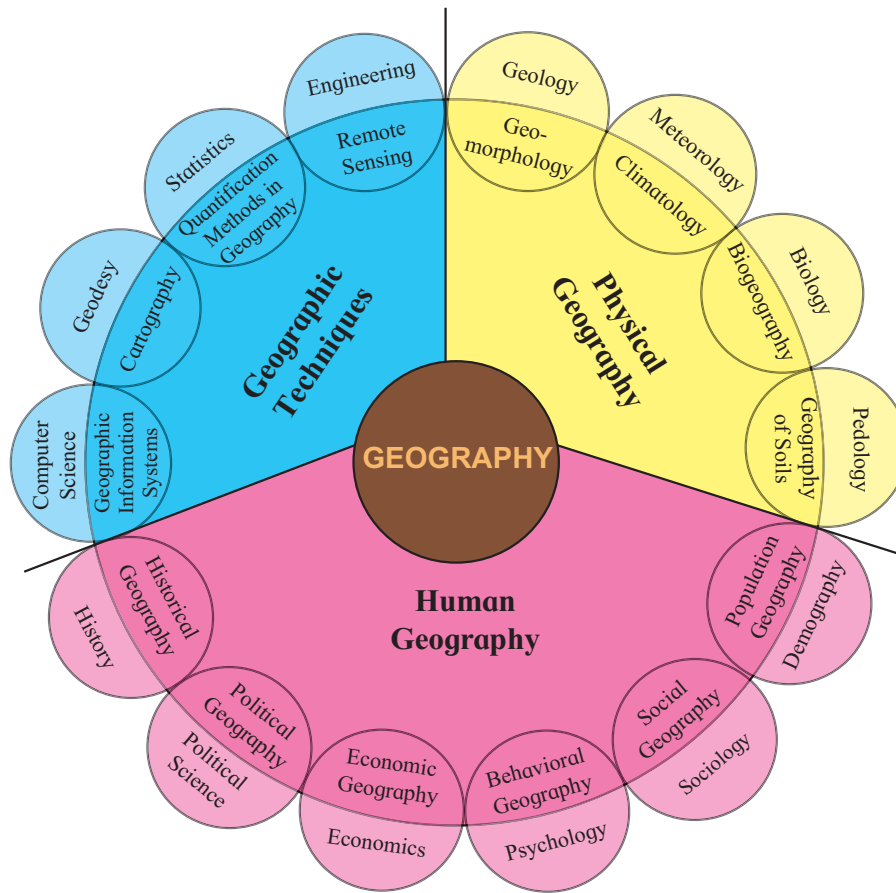 Engineering
Remote
Sensing
Statistics
Quantification
Methods in
Geography
Geodesy
Cartography
Computer
Science
Geographic
Information
Systems
Geographic
Techniques
Geology
Geo-
morphology
Meteorology
Climatology
Biology
Biogeography
Pedology
Geography
of Soils
Physical
Geography
GEOGRAPHY
Human
Geography
Population
Geography
Demography
Social
Geography
Sociology
Behavioral
Geography
Psychology
Economic
Geography
Economics
Political
Geography
Political
Science
Historical
Geography
History